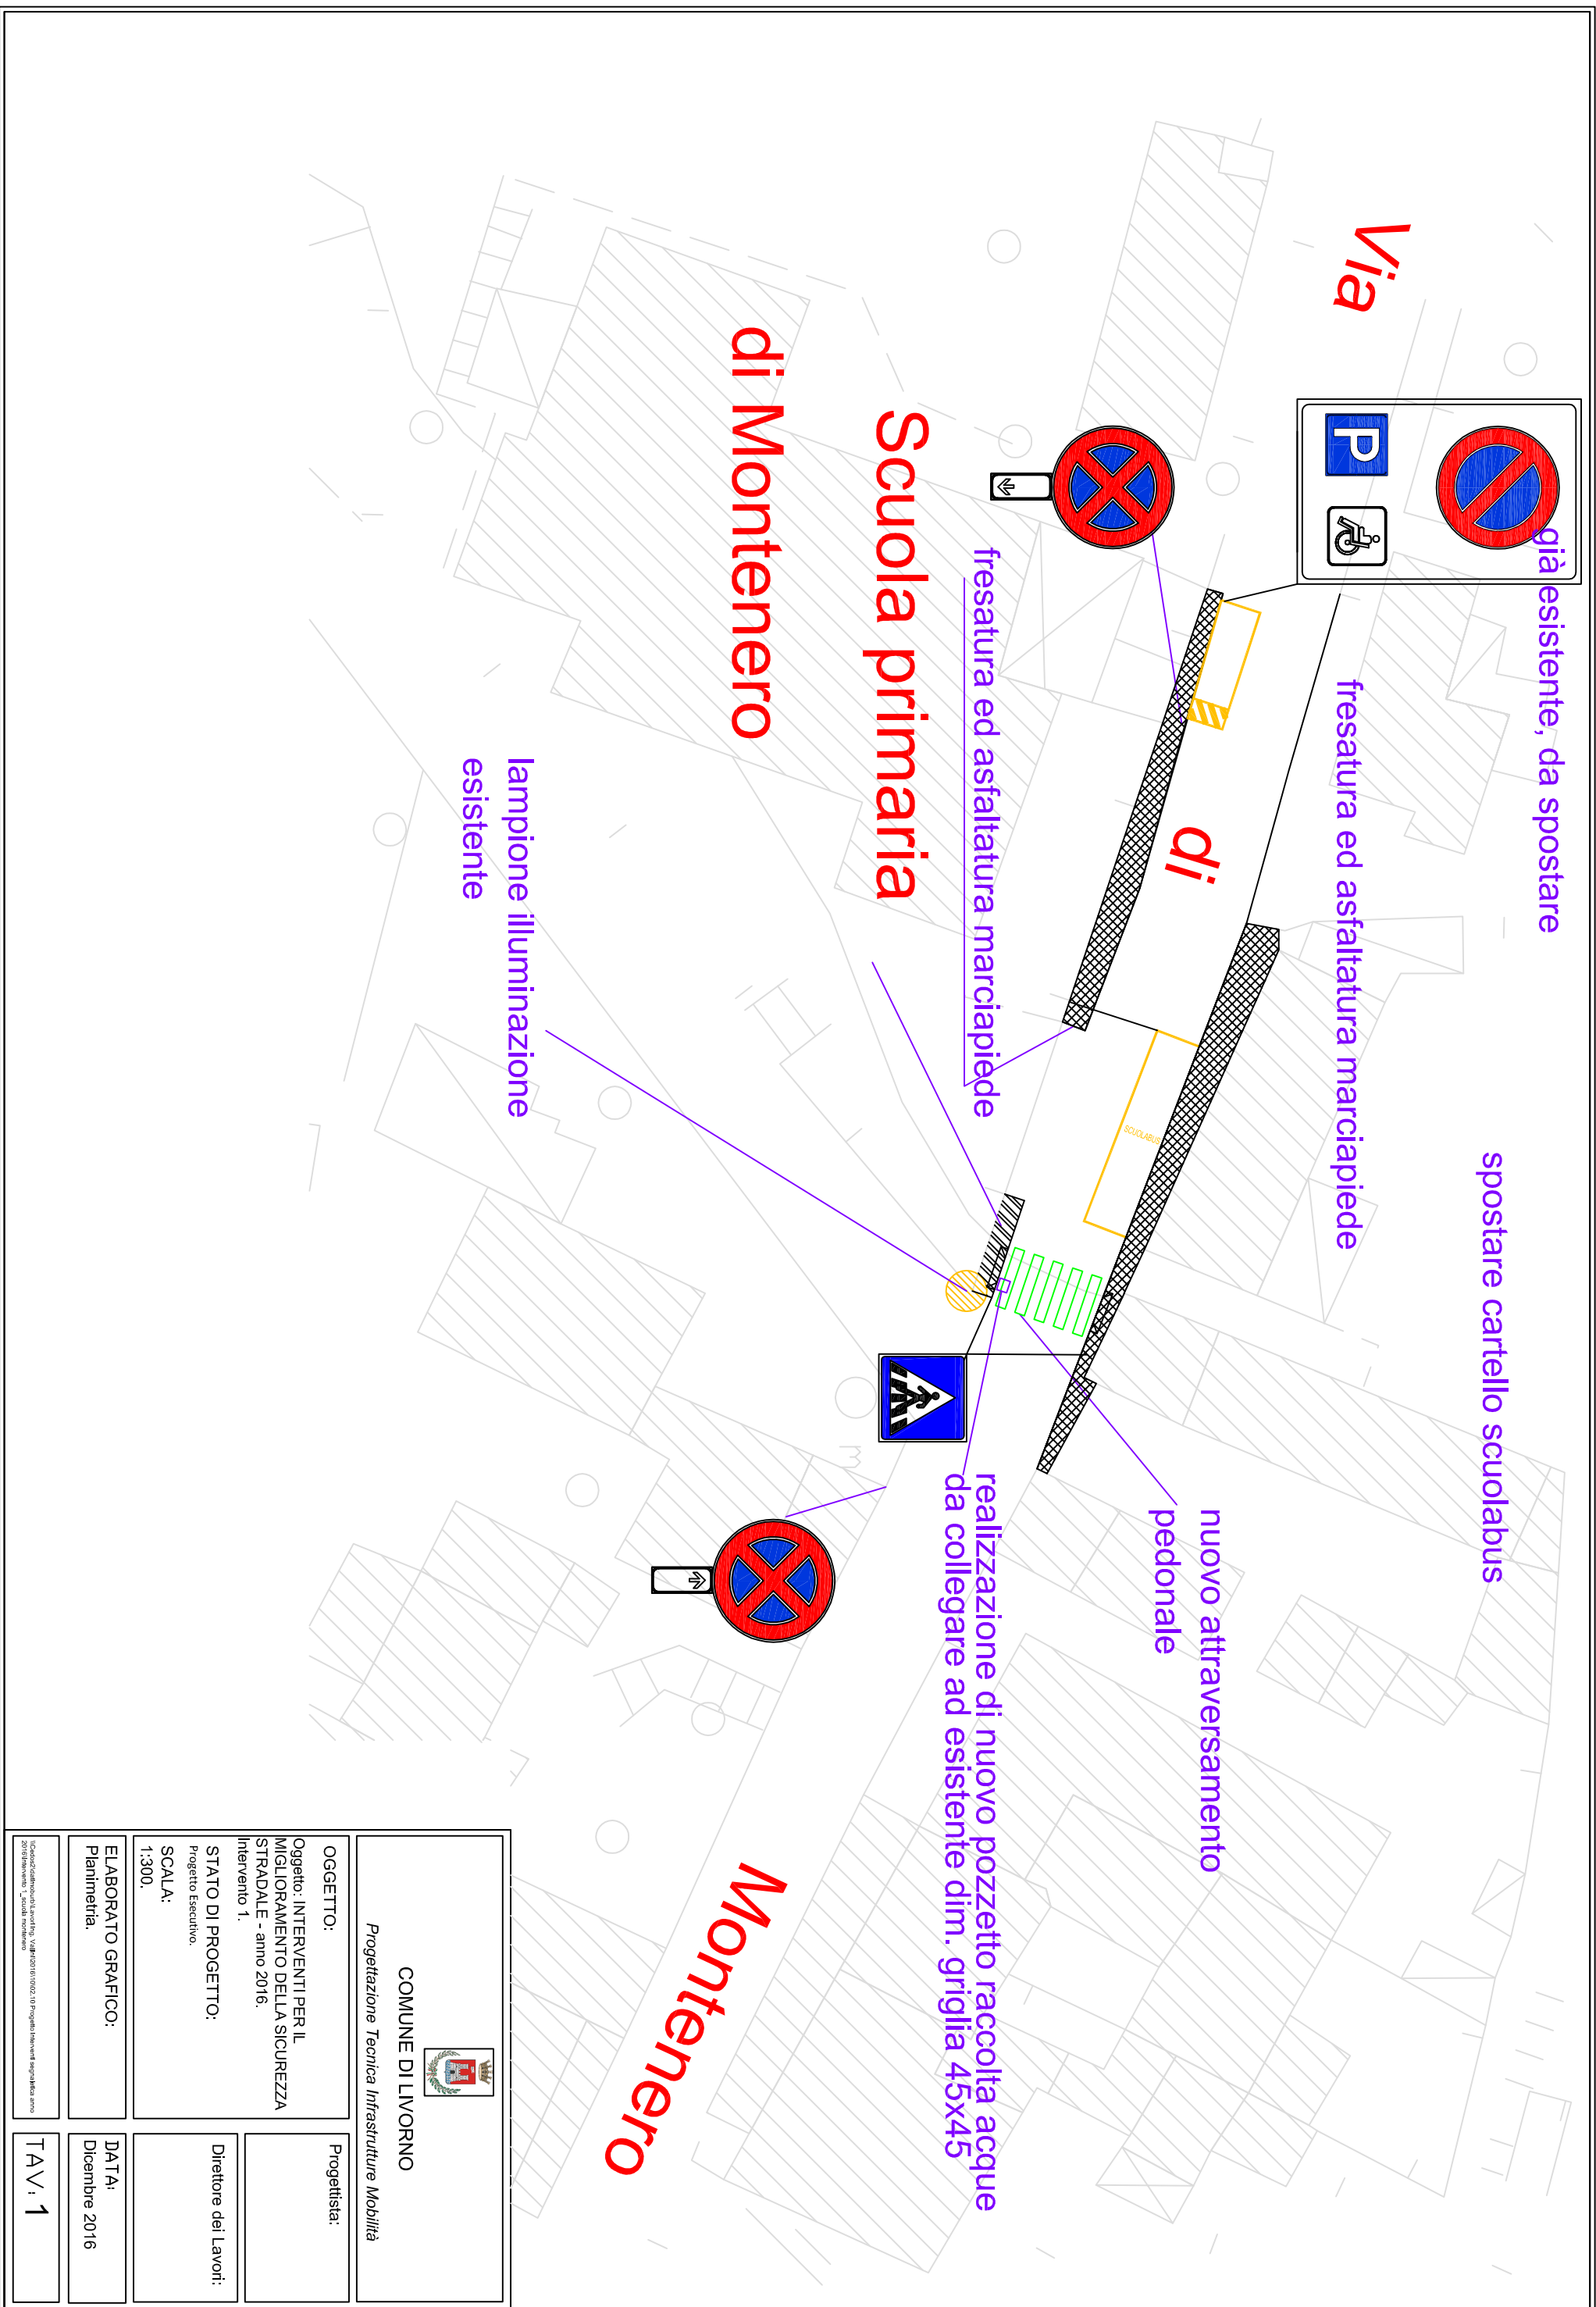 già esistente, da spostare
spostare cartello scuolabus
Via
di
Montenero
P
fresatura ed asfaltatura marciapiede
nuovo attraversamento
pedonale
SCUOLABUS
fresatura ed asfaltatura marciapiede
realizzazione di nuovo pozzetto raccolta acque
da collegare ad esistente dim. griglia 45x45
Scuola primaria
di Montenero
lampione illuminazione
esistente
COMUNE DI LIVORNO
Progettazione Tecnica Infrastrutture Mobilità
OGGETTO:
Oggetto: INTERVENTI PER IL
MIGLIORAMENTO DELLA SICUREZZA
STRADALE - anno 2016.
Intervento 1.
Progettista:
STATO DI PROGETTO:
Progetto Esecutivo.
SCALA:
1:300.
Direttore dei Lavori:
ELABORATO GRAFICO:
Planimetria.
DATA:
Dicembre 2016
2016\Intervento 1_scuola montenero
TAV: 1